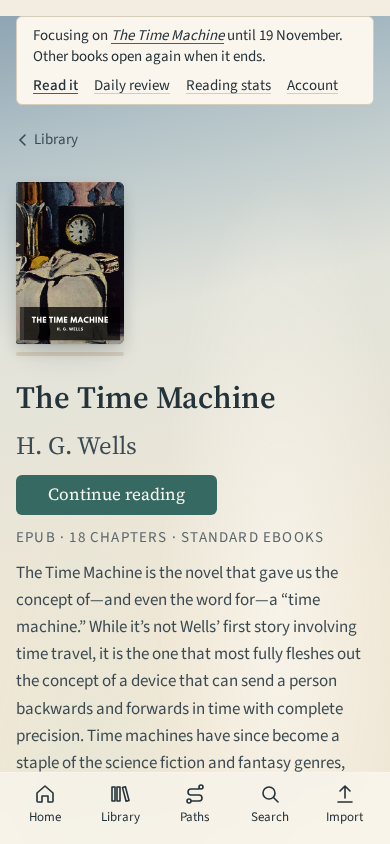 Focusing on The Time Machine until 19 November.
Other books open again when it ends.
Read it Daily review Reading stats Account
Library
THE TIME MACHINE
H. G. WELLS
The Time Machine
H. G. Wells
Continue reading
EPUB · 18 CHAPTERS · STANDARD EBOOKS
The Time Machine is the novel that gave us the
concept of—and even the word for—a “time
machine.” While it’s not Wells’ first story involving
time travel, it is the one that most fully fleshes out
the concept of a device that can send a person
backwards and forwards in time with complete
precision. Time machines have since become a
staple of the science fiction and fantasy genres,
Home Library Paths Search Import